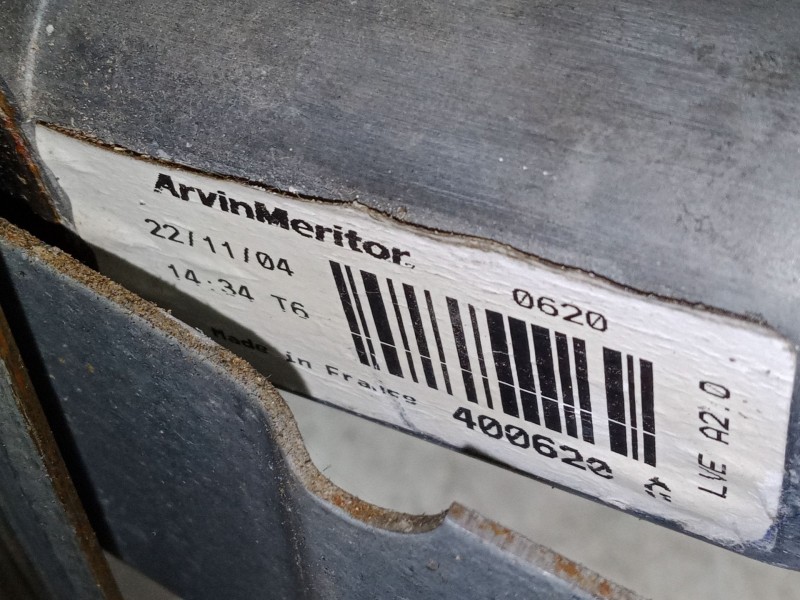 ArvinMeritor
22/11/04
14:34 T6
0620
Made in France
400620
LVE A2.0